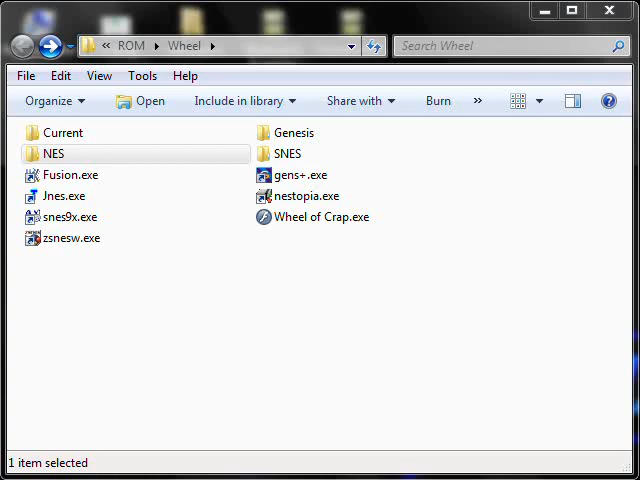 « ROM Wheel Search Wheel
File Edit View Tools Help
Organize Open Include in library Share with Burn »
Current Genesis
NES SNES
Fusion.exe gens+.exe
Jnes.exe nestopia.exe
snes9x.exe Wheel of Crap.exe
zsnesw.exe
1 item selected